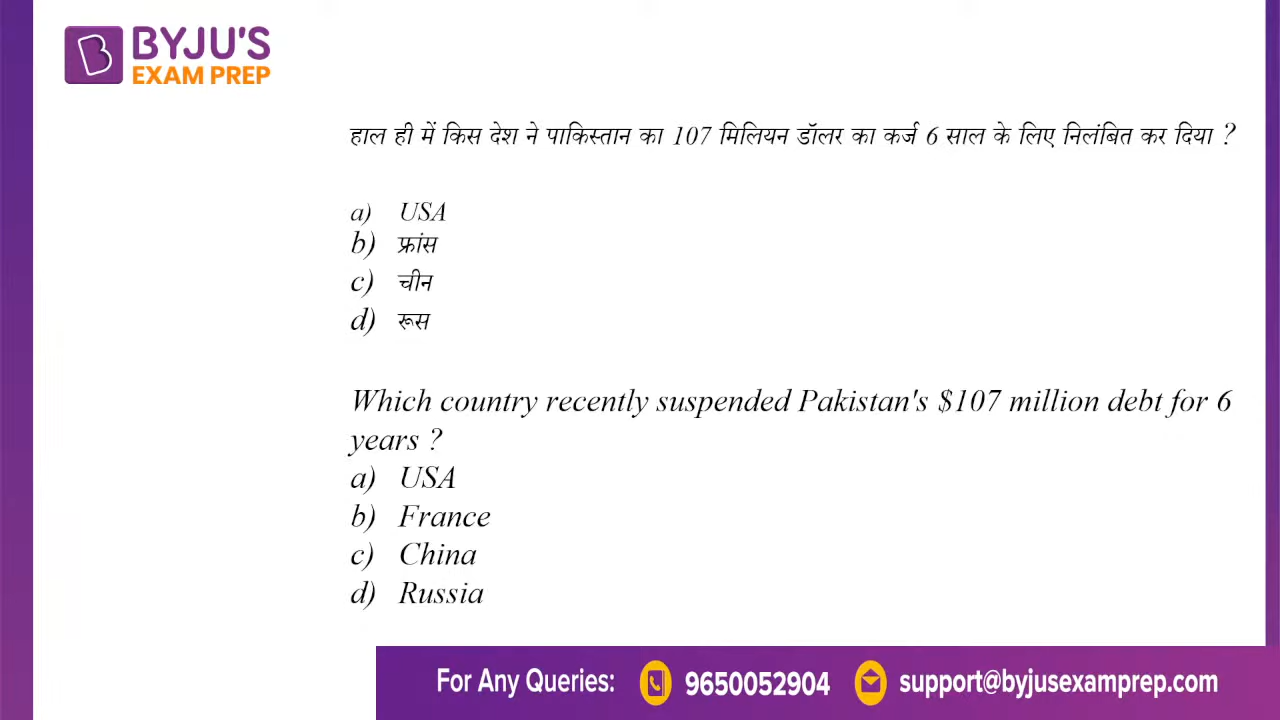 BYJU'S
EXAM PREP
हाल ही में किस देश ने पाकिस्तान का 107 मिलियन डॉलर का कर्ज 6 साल के लिए निलंबित कर दिया ?
a) USA
b) फ्रांस
c) चीन
d) रूस
Which country recently suspended Pakistan's $107 million debt for 6
years ?
a) USA
b) France
c) China
d) Russia
For Any Queries: 9650052904 support@byjusexamprep.com